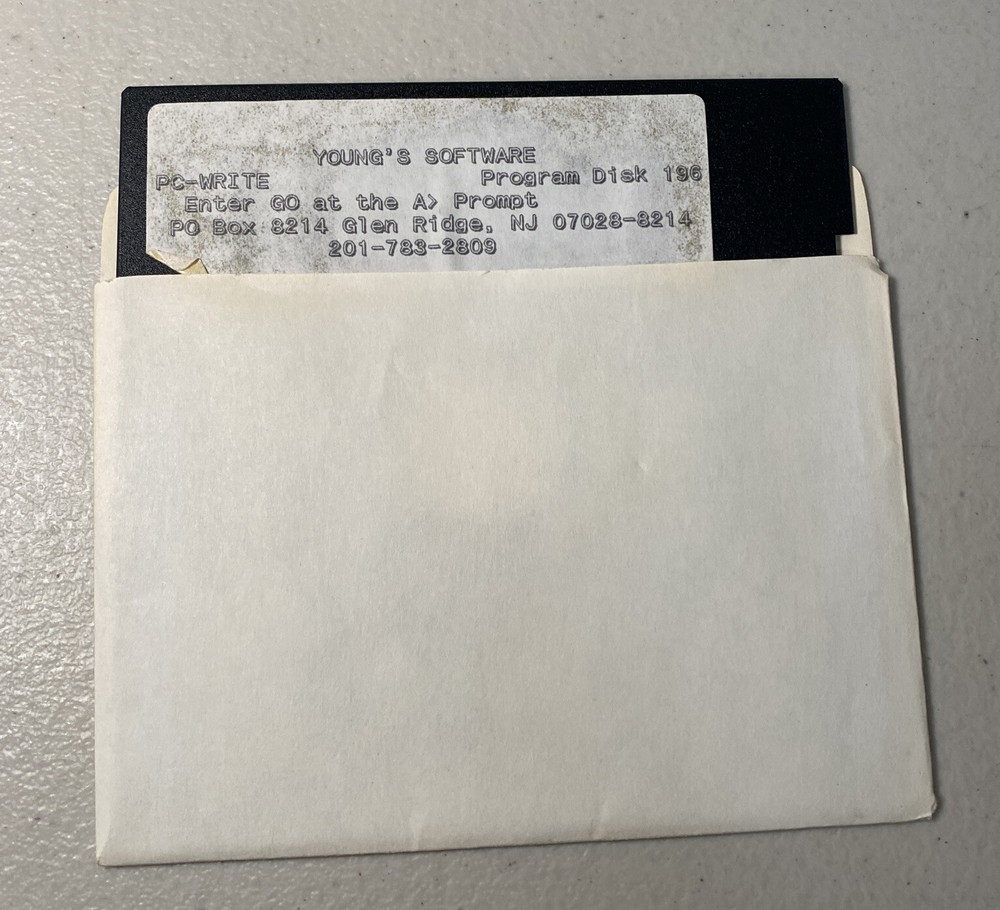 YOUNG'S SOFTWARE
PC-WRITE Program Disk 196
Enter GO at the A> Prompt
PO Box 8214 Glen Ridge, NJ 07028-8214
201-783-2809